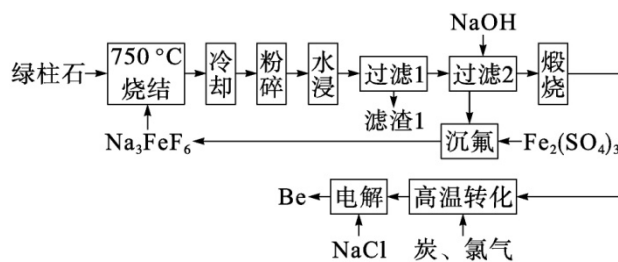 NaOH
绿柱石
750 °C
烧结
冷却
粉碎
水浸
过滤1
过滤2
煅烧
滤渣1
Na₃FeF₆
沉氟
Fe₂(SO₄)₃
Be
电解
高温转化
NaCl
炭、氯气